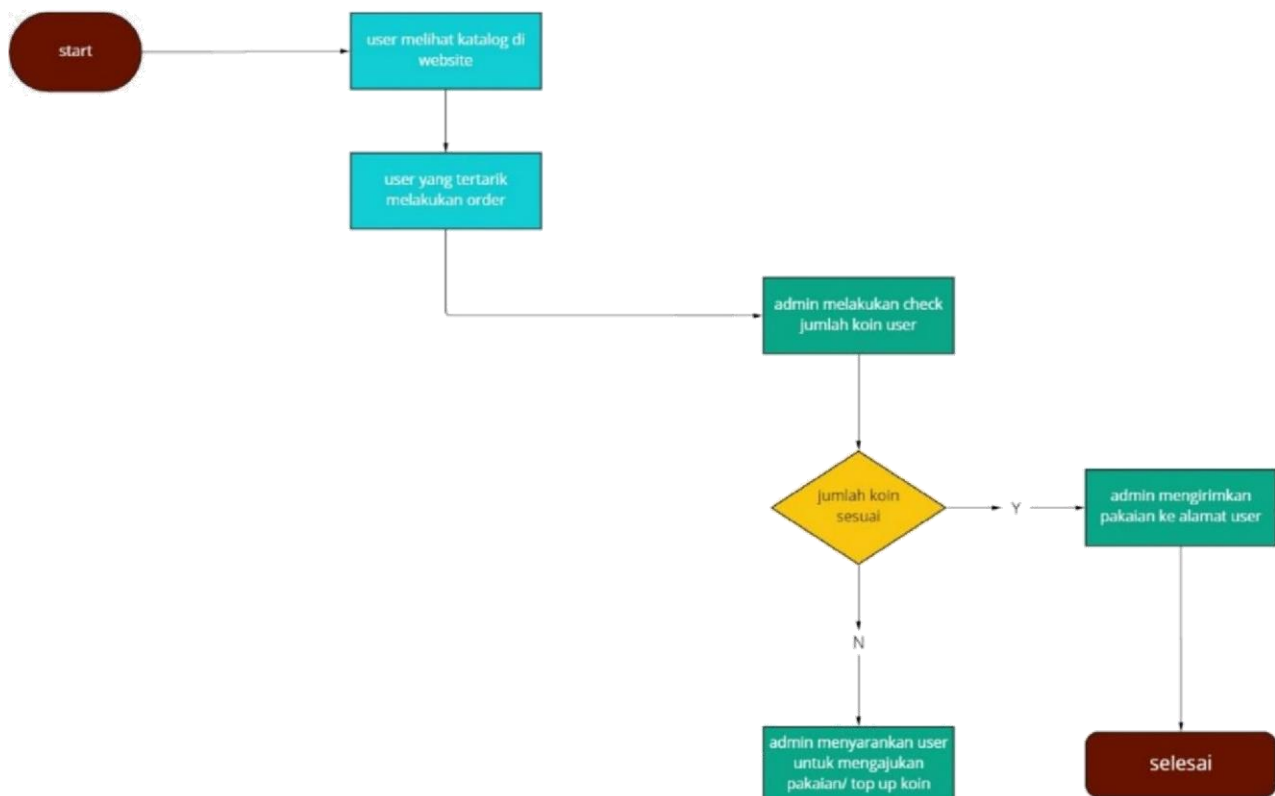 start
user melihat katalog di
website
user yang tertarik
melakukan order
admin melakukan check
jumlah koin user
jumlah koin
sesuai
Y
admin mengirimkan
pakaian ke alamat user
N
admin menyarankan user
untuk mengajukan
pakaian/ top up koin
selesai